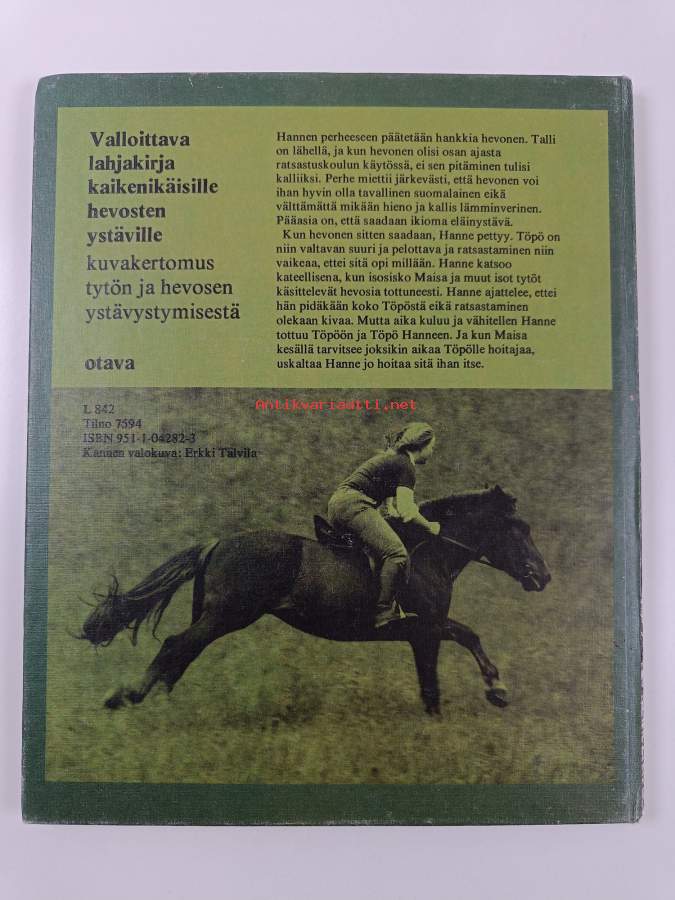 Valloittava
lahjakirja
kaikenikäisille
hevosten
ystäville
kuvakertomus
tytön ja hevosen
ystävystymisestä
otava
Hannen perheeseen päätetään hankkia hevonen. Talli
on lähellä, ja kun hevonen olisi osan ajasta
ratsastuskoulun käytössä, ei sen pitäminen tulisi
kalliiksi. Perhe miettii järkevästi, että hevonen voi
ihan hyvin olla tavallinen suomalainen eikä
välttämättä mikään hieno ja kallis lämminverinen.
Pääasia on, että saadaan ikioma eläinystävä.
Kun hevonen sitten saadaan, Hanne pettyy. Töpö on
niin valtavan suuri ja pelottava ja ratsastaminen niin
vaikeaa, ettei sitä opi millään. Hanne katsoo
kateellisena, kun isosisko Maisa ja muut isot tytöt
käsittelevät hevosia tottuneesti. Hanne ajattelee, ettei
hän pidäkään koko Töpöstä eikä ratsastaminen
olekaan kivaa. Mutta aika kuluu ja vähitellen Hanne
tottuu Töpöön ja Töpö Hanneen. Ja kun Maisa
kesällä tarvitsee joksikin aikaa Töpölle hoitajaa,
uskaltaa Hanne jo hoitaa sitä ihan itse.
Antikvariaatti.net
L 842
Tilno 7594
ISBN 951-1-04282-3
Kannen valokuva: Erkki Tälvila